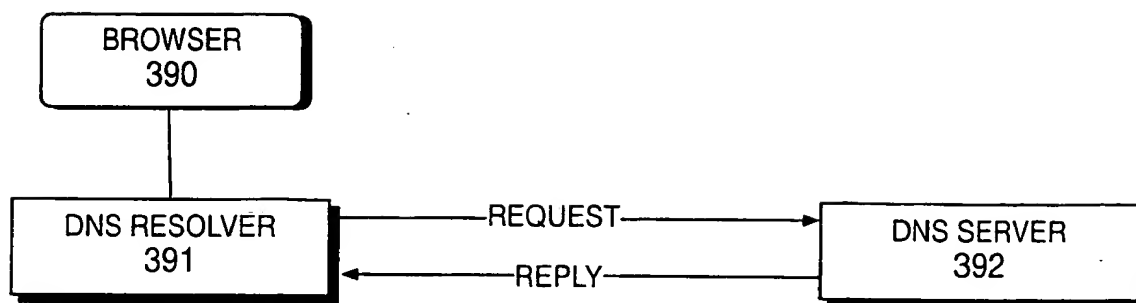 BROWSER
390
DNS RESOLVER
391
REQUEST
REPLY
DNS SERVER
392